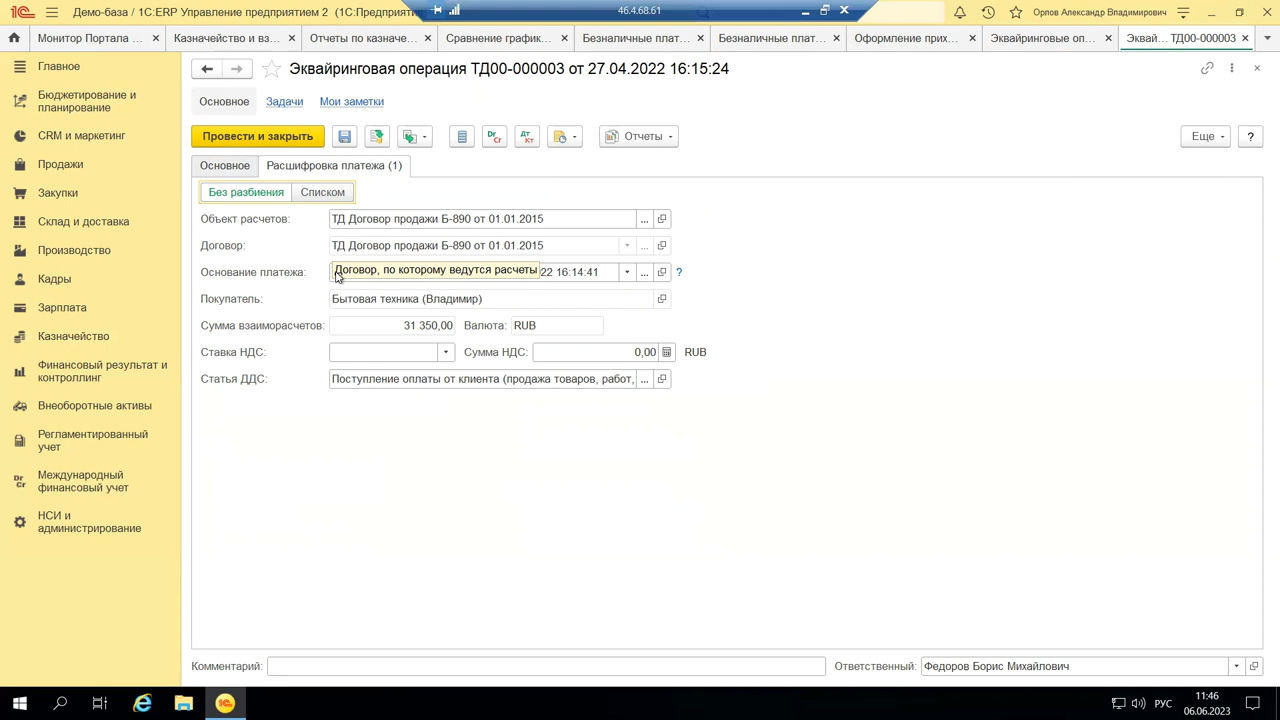 Демо-база / 1С:ERP Управление предприятием 2 (1С:Предприятие
46.4.68.61
Орлов Александр Владимирович
Монитор Портала ...
Казначейство и вз...
Отчеты по казначе...
Сравнение график...
Безналичные плат...
Безналичные плат...
Оформление прих...
Эквайринговые оп...
Эквай... ТД00-000003
Главное
Бюджетирование и
планирование
CRM и маркетинг
Продажи
Закупки
Склад и доставка
Производство
Кадры
Зарплата
Казначейство
Финансовый результат и
контроллинг
Внеоборотные активы
Регламентированный
учет
Международный
финансовый учет
НСИ и
администрирование
Эквайринговая операция ТД00-000003 от 27.04.2022 16:15:24
Основное Задачи Мои заметки
Провести и закрыть Отчеты Еще ?
Основное Расшифровка платежа (1)
Без разбиения Списком
Объект расчетов: ТД Договор продажи Б-890 от 01.01.2015
Договор: ТД Договор продажи Б-890 от 01.01.2015
Основание платежа: Договор, по которому ведутся расчеты 22 16:14:41 ?
Покупатель: Бытовая техника (Владимир)
Сумма взаиморасчетов: 31 350,00 Валюта: RUB
Ставка НДС: Сумма НДС: 0,00 RUB
Статья ДДС: Поступление оплаты от клиента (продажа товаров, работ,
Комментарий: Ответственный: Федоров Борис Михайлович
РУС
11:46
06.06.2023